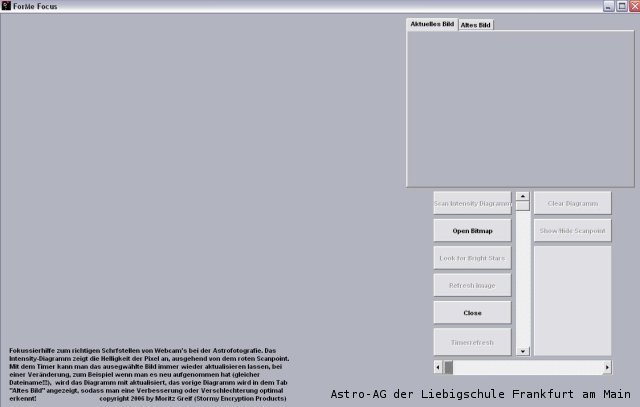 ForMe Focus
Aktuelles Bild
Altes Bild
Scan Intensity Diagramm
Clear Diagramm
Open Bitmap
Show/Hide Scanpoint
Look for Bright Stars
Refresh Image
Close
Timerrefresh
Fokussierhilfe zum richtigen Schrfstellen von Webcam's bei der Astrofotografie. Das
Intensity-Diagramm zeigt die Helligkeit der Pixel an, ausgehend von dem roten Scanpoint.
Mit dem Timer kann man das ausegwählte Bild immer wieder aktualisieren lassen, bei
einer Veränderung, zum Beispiel wenn man es neu aufgenommen hat (gleicher
Dateiname!!!), wird das Diagramm mit aktualisiert, das vorige Diagramm wird in dem Tab
"Altes Bild" angezeigt, sodass man eine Verbesserung oder Verschlechterung optimal
erkennt! copyright 2006 by Moritz Greif (Stormy Encryption Products)
Astro-AG der Liebigschule Frankfurt am Main